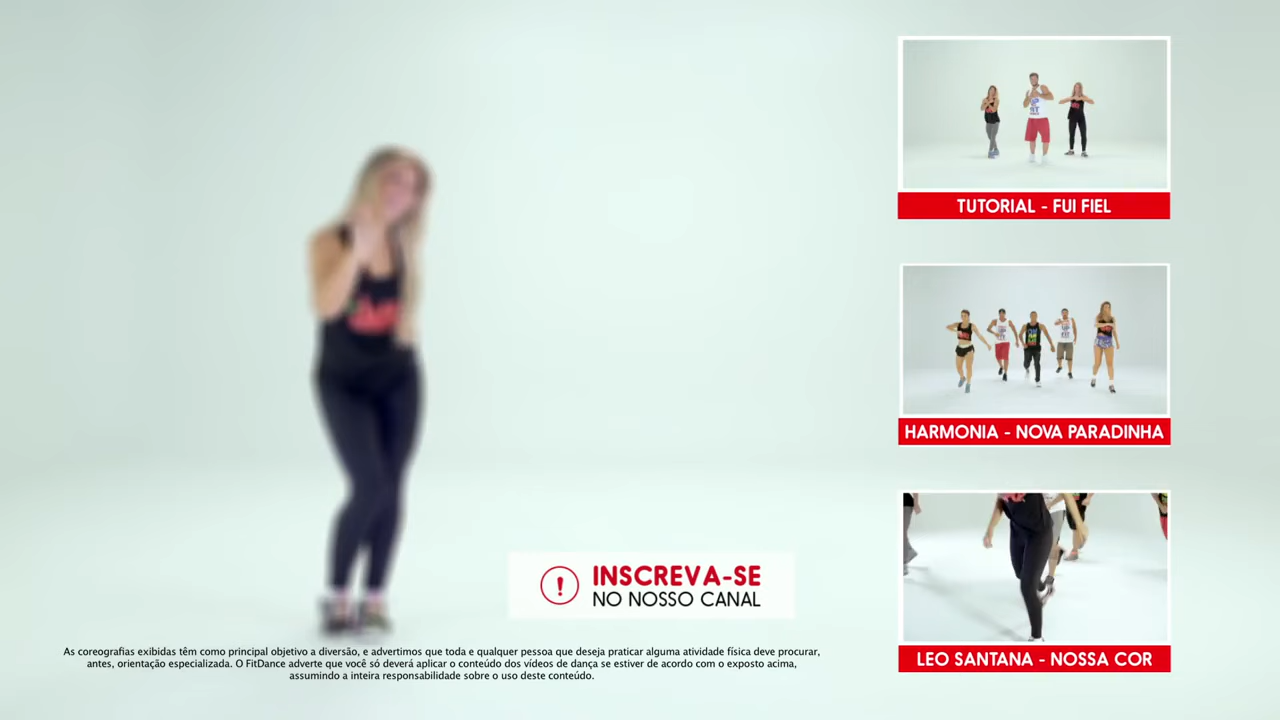 TUTORIAL - FUI FIEL
HARMONIA - NOVA PARADINHA
LEO SANTANA - NOSSA COR
INSCREVA-SE
NO NOSSO CANAL
As coreografias exibidas têm como principal objetivo a diversão, e advertimos que toda e qualquer pessoa que deseja praticar alguma atividade física deve procurar,
antes, orientação especializada. O FitDance adverte que você só deverá aplicar o conteúdo dos vídeos de dança se estiver de acordo com o exposto acima,
assumindo a inteira responsabilidade sobre o uso deste conteúdo.